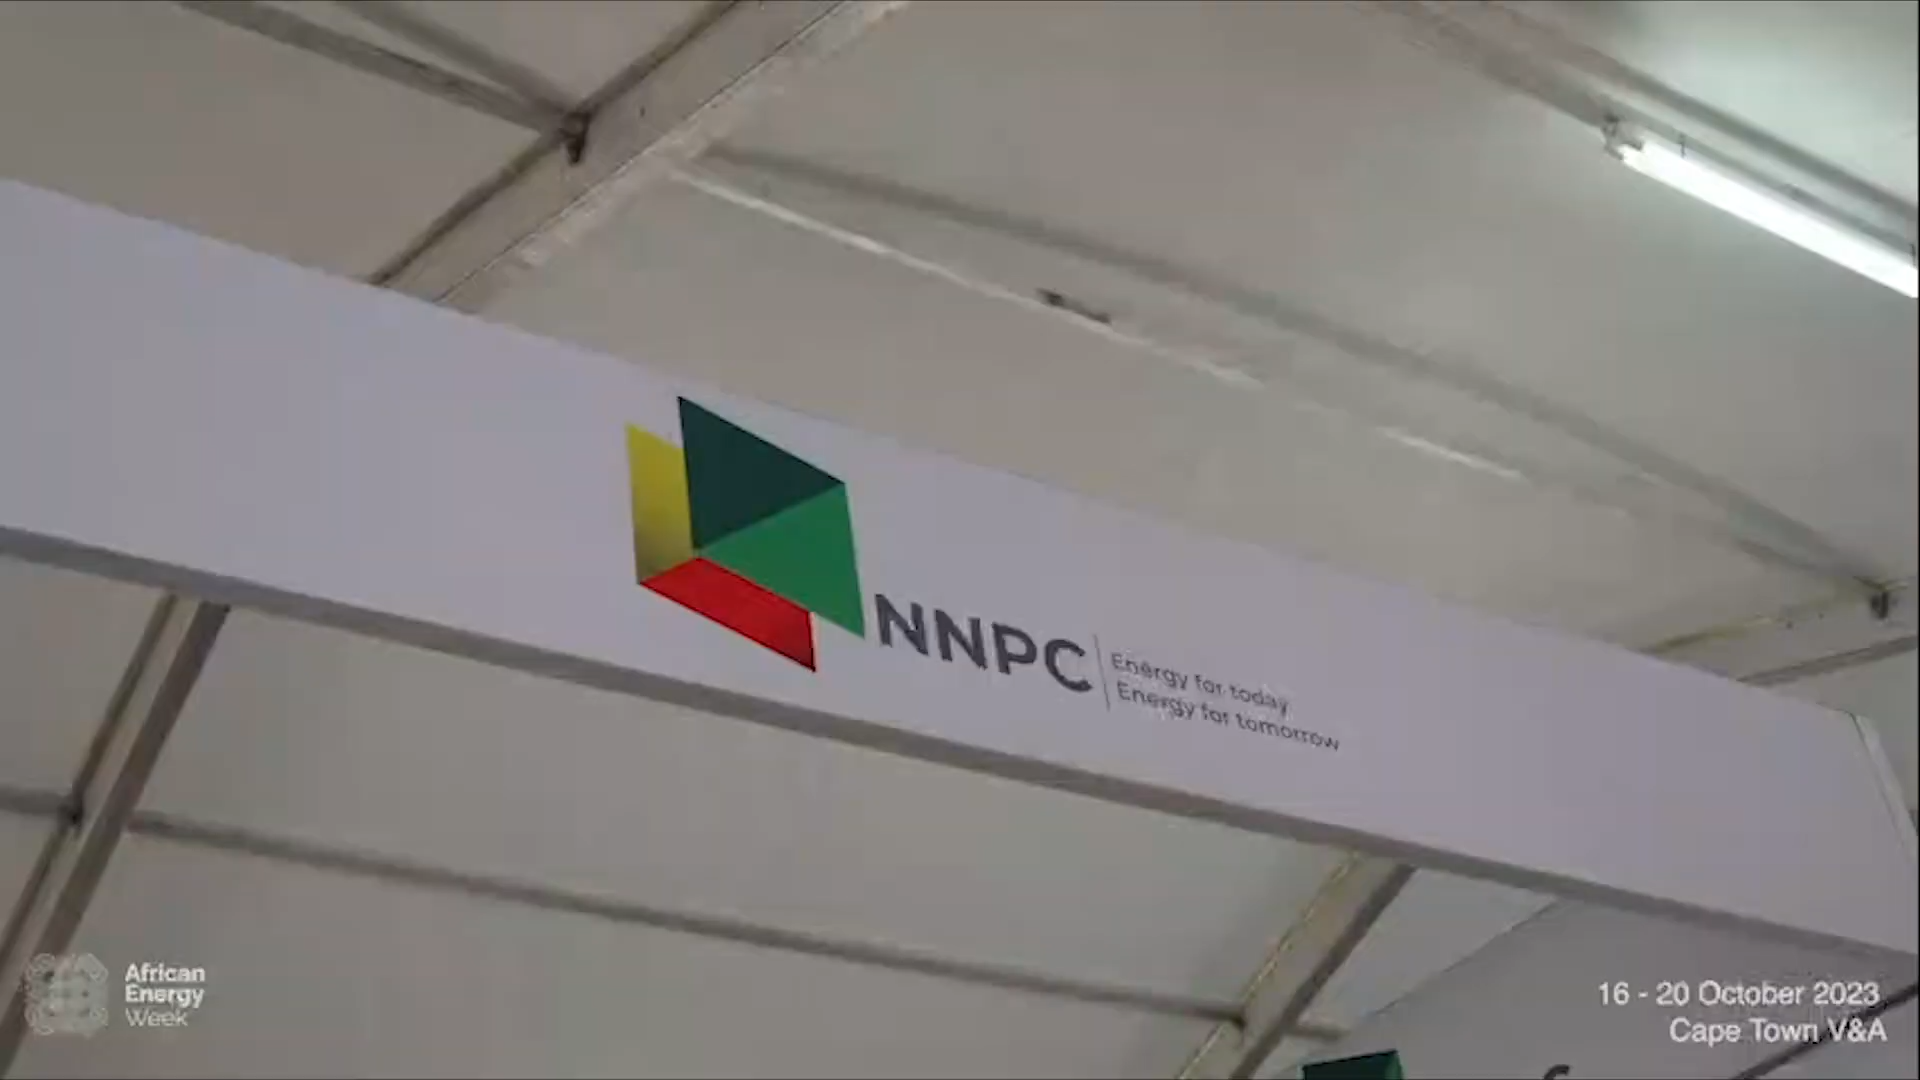 NNPC
Energy for today
Energy for tomorrow
African
Energy
Week
16 - 20 October 2023
Cape Town V&A